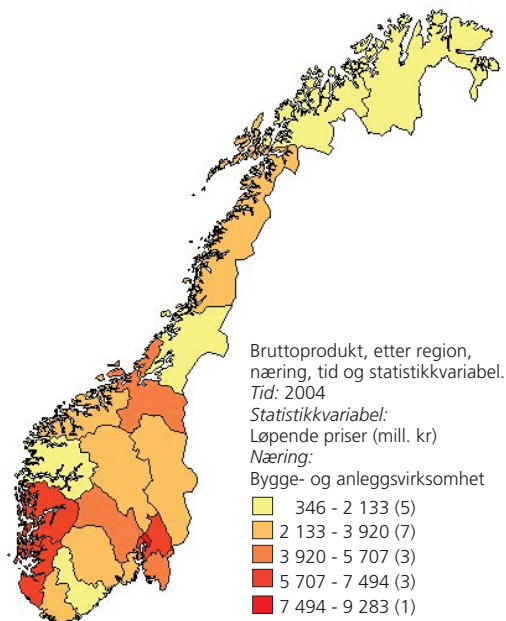 Bruttoprodukt, etter region,
næring, tid og statistikkvariabel.
Tid: 2004
Statistikkvariabel:
Løpende priser (mill. kr)
Næring:
Bygge- og anleggsvirksomhet
346 - 2 133 (5)
2 133 - 3 920 (7)
3 920 - 5 707 (3)
5 707 - 7 494 (3)
7 494 - 9 283 (1)